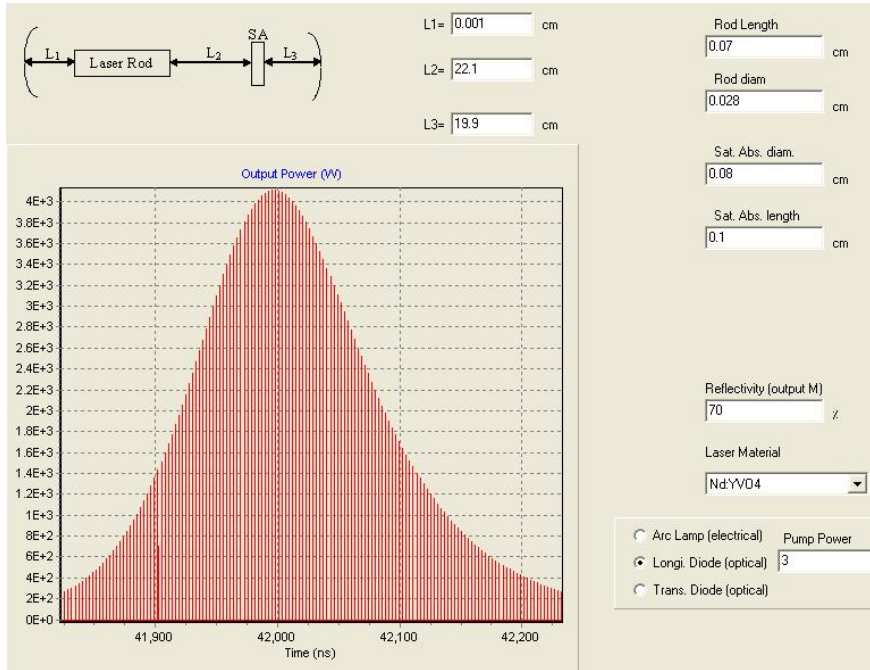 L1
Laser Rod
L2
SA
L3
L1= 0.001 cm
L2= 22.1 cm
L3= 19.9 cm
Rod Length
0.07 cm
Rod diam
0.028 cm
Sat. Abs. diam.
0.08 cm
Sat. Abs. length
0.1 cm
Output Power (W)
4E+3
3.8E+3
3.6E+3
3.4E+3
3.2E+3
3E+3
2.8E+3
2.6E+3
2.4E+3
2.2E+3
2E+3
1.8E+3
1.6E+3
1.4E+3
1.2E+3
1E+3
8E+2
6E+2
4E+2
2E+2
0E+0
41,900 42,000 42,100 42,200
Time (ns)
Reflectivity (output M)
70 %
Laser Material
Nd:YVO4
Arc Lamp (electrical)
Longi. Diode (optical)
Trans. Diode (optical)
Pump Power
3